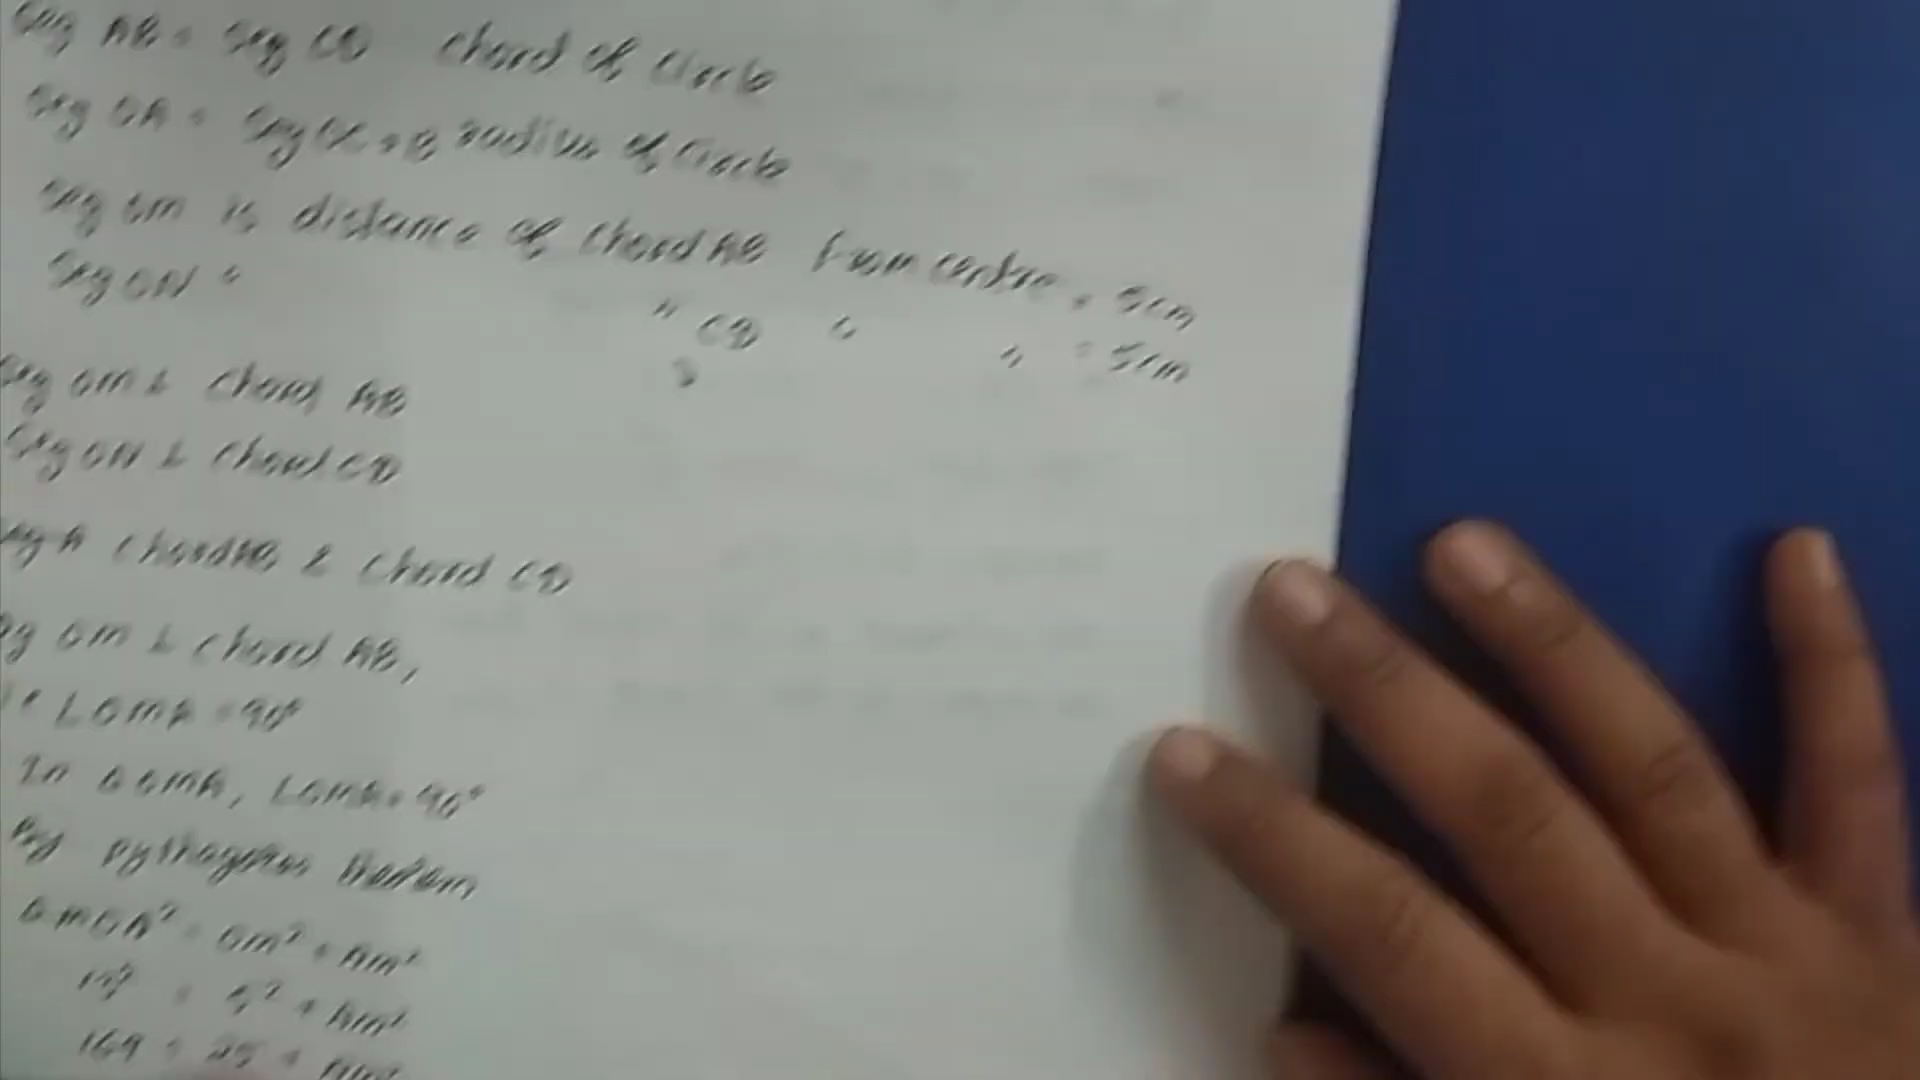 Seg AB = Seg CD Chord of Circle
Seg OA = Seg OC radius of Circle
Seg OM is distance of Chord AB from centre = 5cm
Seg ON " " CD " " = 5cm
Seg OM ⊥ Chord AB
Seg ON ⊥ Chord CD
Chord AB & Chord CD
OM ⊥ Chord AB,
∠OMA = 90°
In △OMA, ∠OMA = 90°
By pythagoras theorem,
OA² = OM² + AM²
13² = 5² + AM²
169 = 25 + AM²